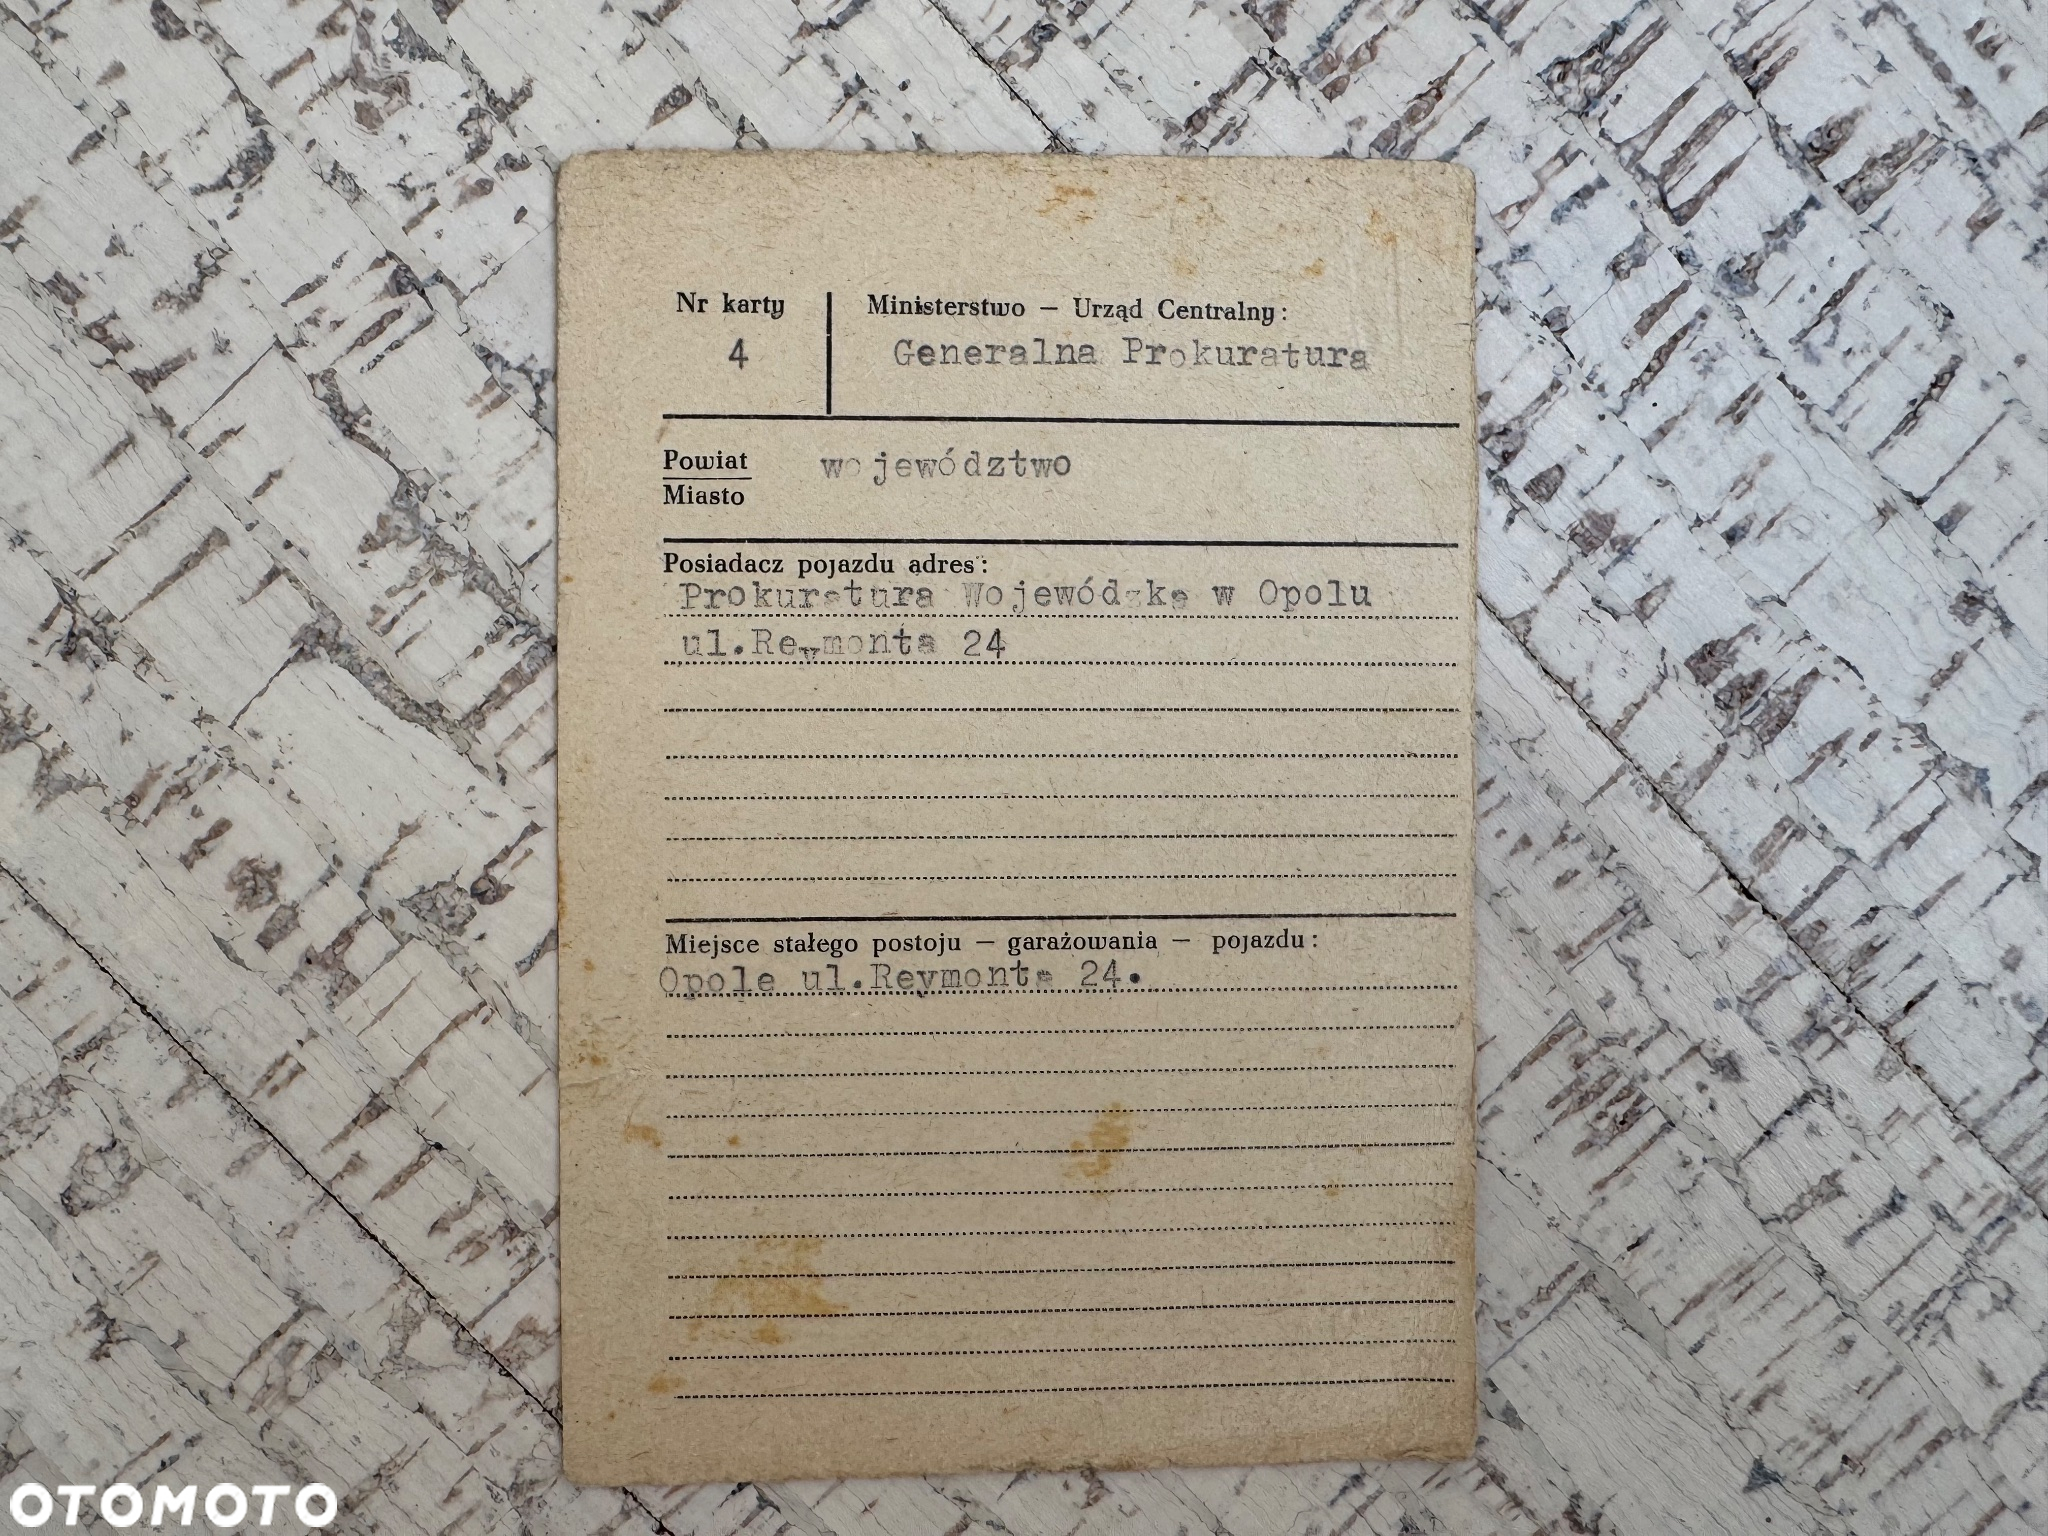 Nr karty
4
Ministerstwo — Urząd Centralny:
Generalna Prokuratura
Powiat
Miasto
województwo
Posiadacz pojazdu adres:
Prokuratura Wojewódzka w Opolu
ul.Reymonta 24
Miejsce stałego postoju — garażowania — pojazdu:
Opole ul.Reymonta 24.
OTOMOTO